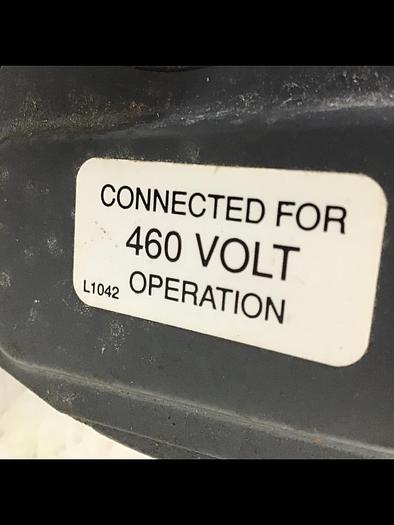 CONNECTED FOR
460 VOLT
L1042 OPERATION